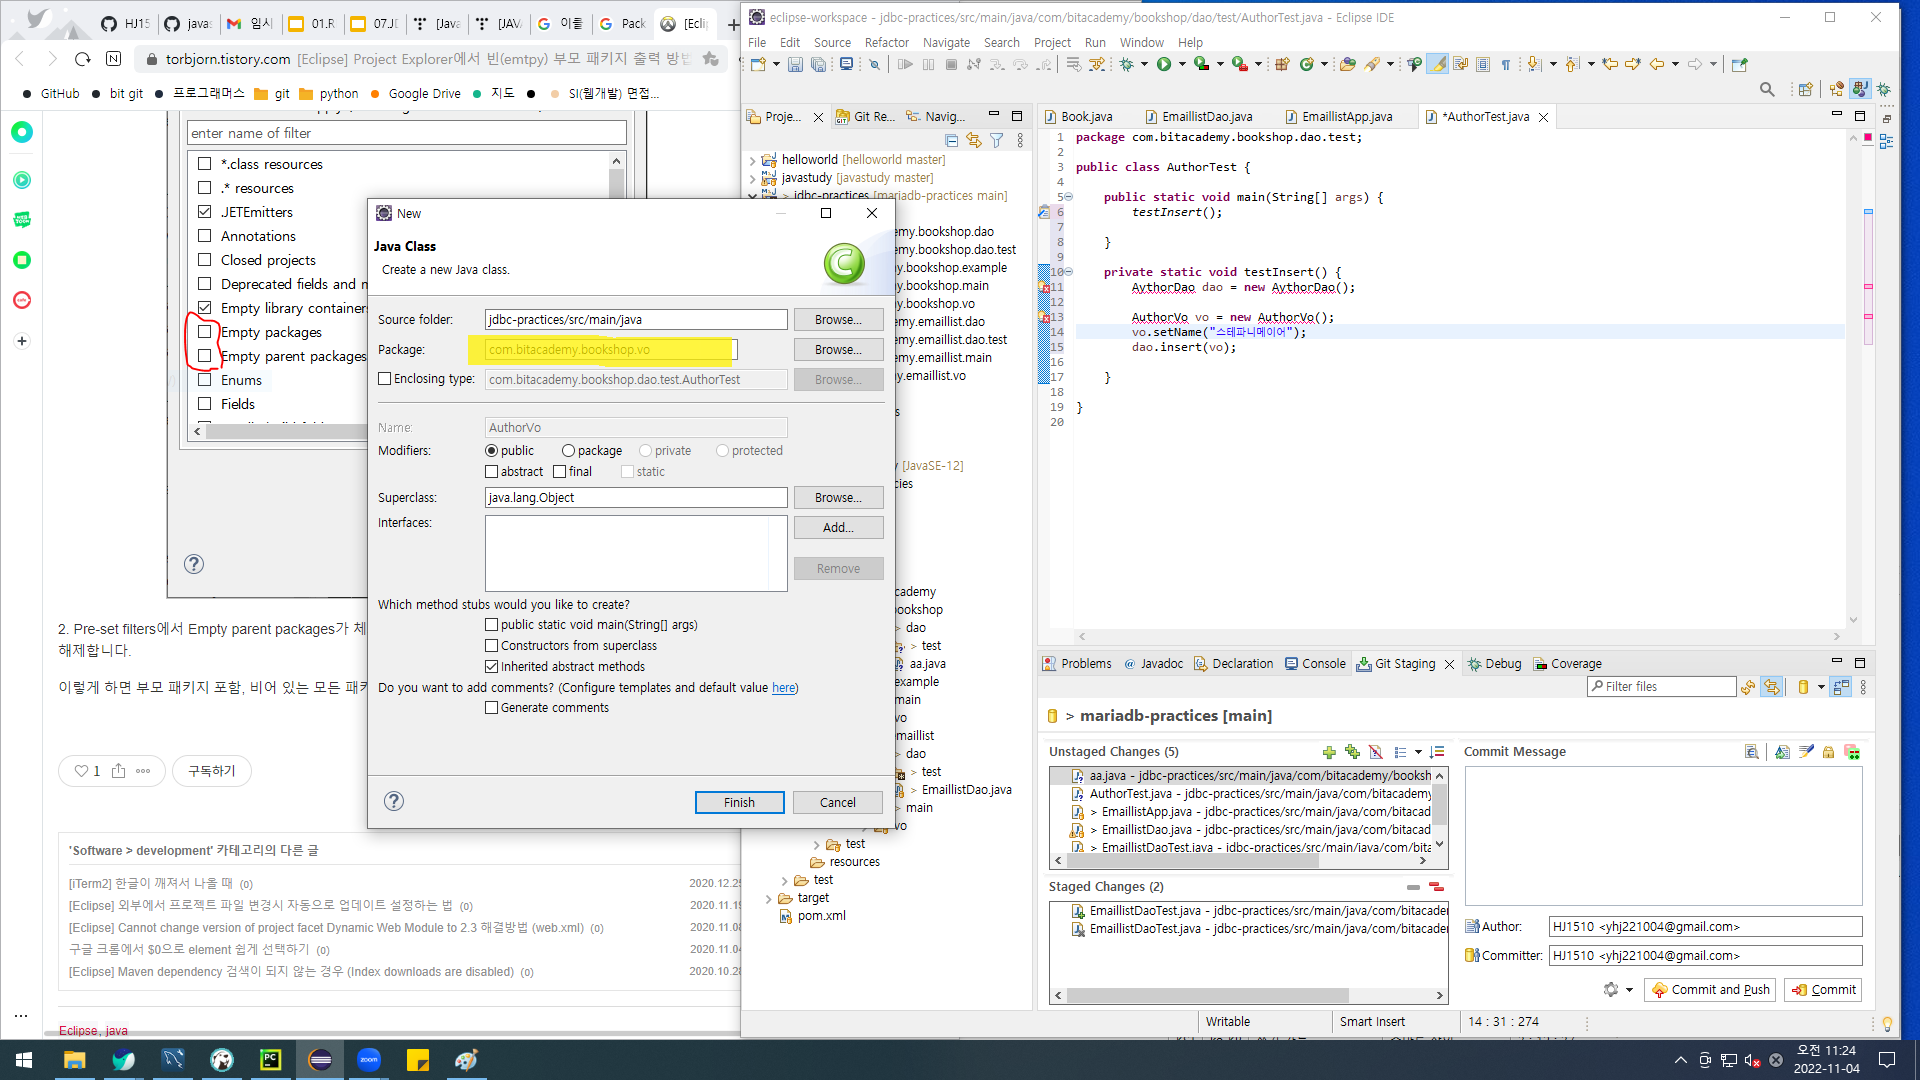 HJ15
javas
임시
01.R
07.JD
[Java
[JAVA
이클
Pack
[Ecli
torbjorn.tistory.com [Eclipse] Project Explorer에서 빈(emtpy) 부모 패키지 출력 방법
GitHub bit git 프로그래머스 git python Google Drive 지도 SI(웹개발) 면접...
enter name of filter
*.class resources
.* resources
.JETEmitters
Annotations
Closed projects
Deprecated fields and m
Empty library containers
Empty packages
Empty parent packages
Enums
Fields
2. Pre-set filters에서 Empty parent packages가 체
해제합니다.
이렇게 하면 부모 패키지 포함, 비어 있는 모든 패키
1
구독하기
'Software > development' 카테고리의 다른 글
[iTerm2] 한글이 깨져서 나올 때 (0) 2020.12.25
[Eclipse] 외부에서 프로젝트 파일 변경시 자동으로 업데이트 설정하는 법 (0) 2020.11.19
[Eclipse] Cannot change version of project facet Dynamic Web Module to 2.3 해결방법 (web.xml) (0) 2020.11.08
구글 크롬에서 $0으로 element 쉽게 선택하기 (0) 2020.11.04
[Eclipse] Maven dependency 검색이 되지 않는 경우 (Index downloads are disabled) (0) 2020.10.28
Eclipse, java
New
Java Class
Create a new Java class.
Source folder: jdbc-practices/src/main/java Browse...
Package: com.bitacademy.bookshop.vo Browse...
Enclosing type: com.bitacademy.bookshop.dao.test.AuthorTest Browse...
Name: AuthorVo
Modifiers: public package private protected
abstract final static
Superclass: java.lang.Object Browse...
Interfaces: Add...
Remove
Which method stubs would you like to create?
public static void main(String[] args)
Constructors from superclass
Inherited abstract methods
Do you want to add comments? (Configure templates and default value here)
Generate comments
Finish Cancel
eclipse-workspace - jdbc-practices/src/main/java/com/bitacademy/bookshop/dao/test/AuthorTest.java - Eclipse IDE
File Edit Source Refactor Navigate Search Project Run Window Help
Proje... Git Re... Navig...
helloworld [helloworld master]
javastudy [javastudy master]
> jdbc-practices [mariadb-practices main]
emy.bookshop.dao
emy.bookshop.dao.test
ny.bookshop.example
ny.bookshop.main
ny.bookshop.vo
my.emaillist.dao
my.emaillist.dao.test
my.emaillist.main
my.emaillist.vo
es
y [JavaSE-12]
cies
cademy
ookshop
dao
> test
aa.java
example
main
vo
maillist
> dao
> test
> EmaillistDao.java
main
vo
test
resources
test
target
pom.xml
Book.java EmaillistDao.java EmaillistApp.java *AuthorTest.java
1 package com.bitacademy.bookshop.dao.test;
2
3 public class AuthorTest {
4
5 public static void main(String[] args) {
6 testInsert();
7
8 }
9
10 private static void testInsert() {
11 AythorDao dao = new AythorDao();
12
13 AuthorVo vo = new AuthorVo();
14 vo.setName("스테파니메이어");
15 dao.insert(vo);
16
17 }
18
19 }
20
Problems Javadoc Declaration Console Git Staging Debug Coverage
Filter files
> mariadb-practices [main]
Unstaged Changes (5)
aa.java - jdbc-practices/src/main/java/com/bitacademy/booksh
AuthorTest.java - jdbc-practices/src/main/java/com/bitacademy
> EmaillistApp.java - jdbc-practices/src/main/java/com/bitacad
> EmaillistDao.java - jdbc-practices/src/main/java/com/bitacad
> EmaillistDaoTest.java - jdbc-practices/src/main/java/com/bita
Staged Changes (2)
EmaillistDaoTest.java - jdbc-practices/src/main/java/com/bitacader
EmaillistDaoTest.java - jdbc-practices/src/main/java/com/bitacader
Commit Message
Author: HJ1510 <yhj221004@gmail.com>
Committer: HJ1510 <yhj221004@gmail.com>
Commit and Push Commit
Writable Smart Insert 14 : 31 : 274
PC
zoom
오전 11:24
2022-11-04